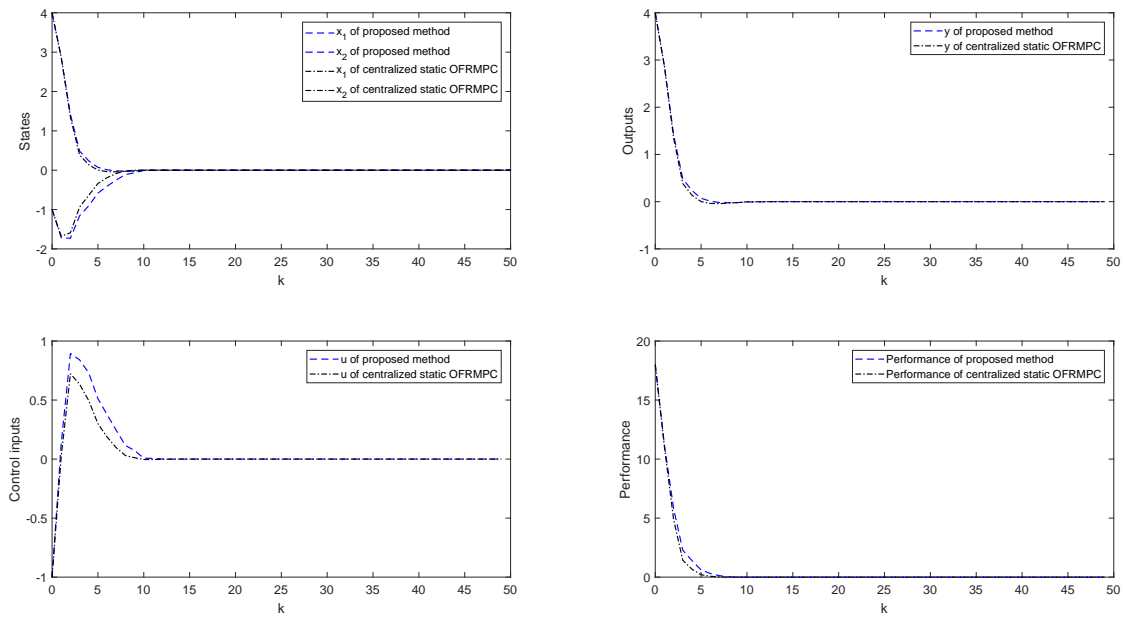 4
3
2
1
0
-1
-2
States
0 5 10 15 20 25 30 35 40 45 50
k
x1 of proposed method
x2 of proposed method
x1 of centralized static OFRMPC
x2 of centralized static OFRMPC
4
3
2
1
0
-1
Outputs
0 5 10 15 20 25 30 35 40 45 50
k
y of proposed method
y of centralized static OFRMPC
1
0.5
0
-0.5
-1
Control inputs
0 5 10 15 20 25 30 35 40 45 50
k
u of proposed method
u of centralized static OFRMPC
20
15
10
5
0
Performance
0 5 10 15 20 25 30 35 40 45 50
k
Performance of proposed method
Performance of centralized static OFRMPC